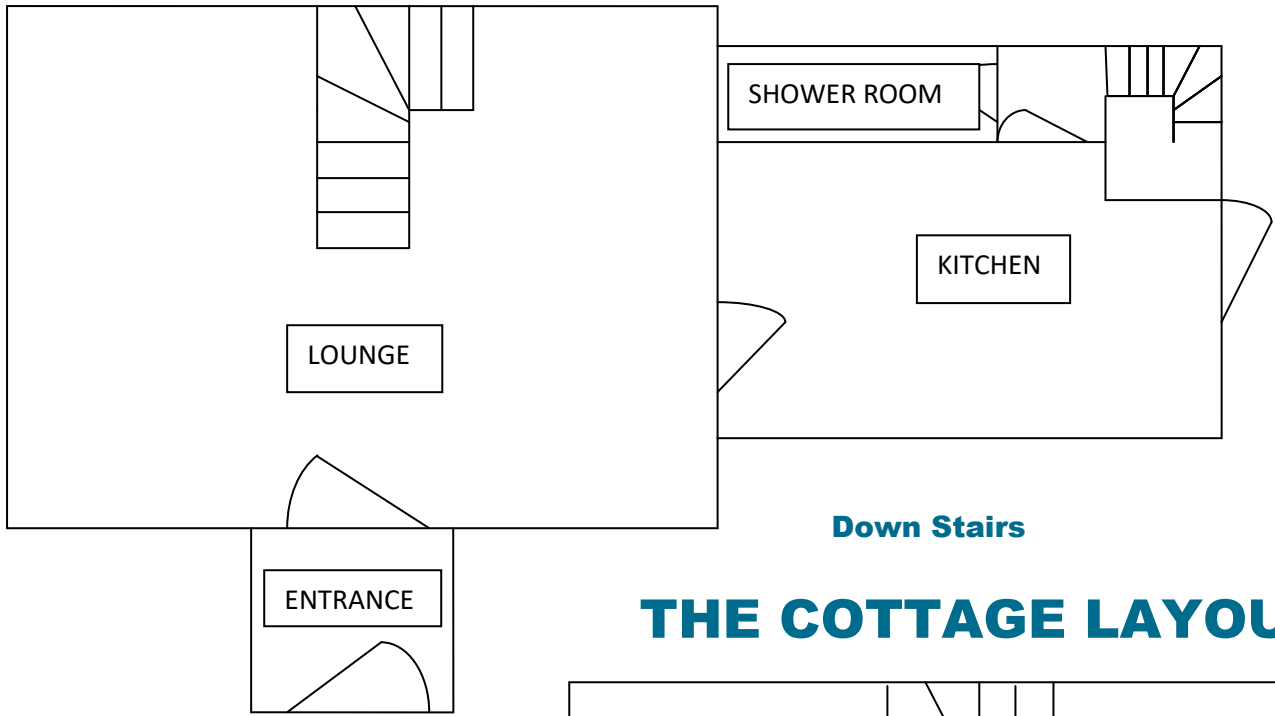 SHOWER ROOM
KITCHEN
LOUNGE
Down Stairs
ENTRANCE
THE COTTAGE LAYOU